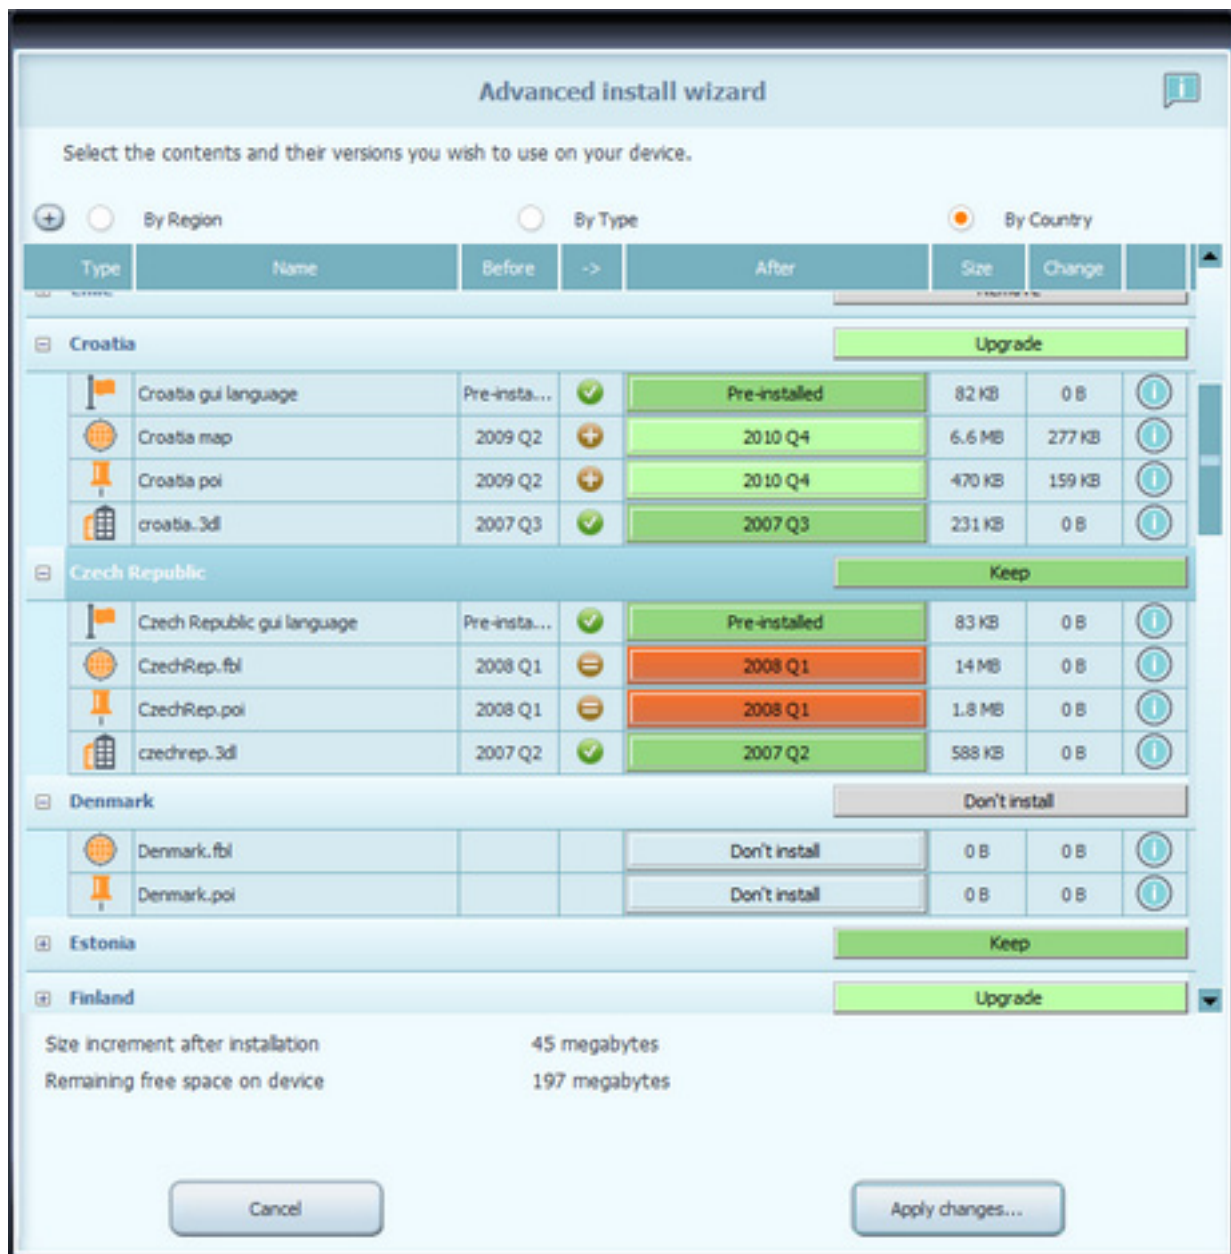 Advanced install wizard
Select the contents and their versions you wish to use on your device.
By Region By Type By Country
Type Name Before -> After Size Change
Croatia Upgrade
Croatia gui language Pre-insta... Pre-installed 82 KB 0 B
Croatia map 2009 Q2 2010 Q4 6.6 MB 277 KB
Croatia poi 2009 Q2 2010 Q4 470 KB 159 KB
croatia..3dl 2007 Q3 2007 Q3 231 KB 0 B
Czech Republic Keep
Czech Republic gui language Pre-insta... Pre-installed 83 KB 0 B
CzechRep.fbl 2008 Q1 2008 Q1 14 MB 0 B
CzechRep.poi 2008 Q1 2008 Q1 1.8 MB 0 B
czechrep..3dl 2007 Q2 2007 Q2 588 KB 0 B
Denmark Don't install
Denmark.fbl Don't install 0 B 0 B
Denmark.poi Don't install 0 B 0 B
Estonia Keep
Finland Upgrade
Size increment after installation 45 megabytes
Remaining free space on device 197 megabytes
Cancel Apply changes...